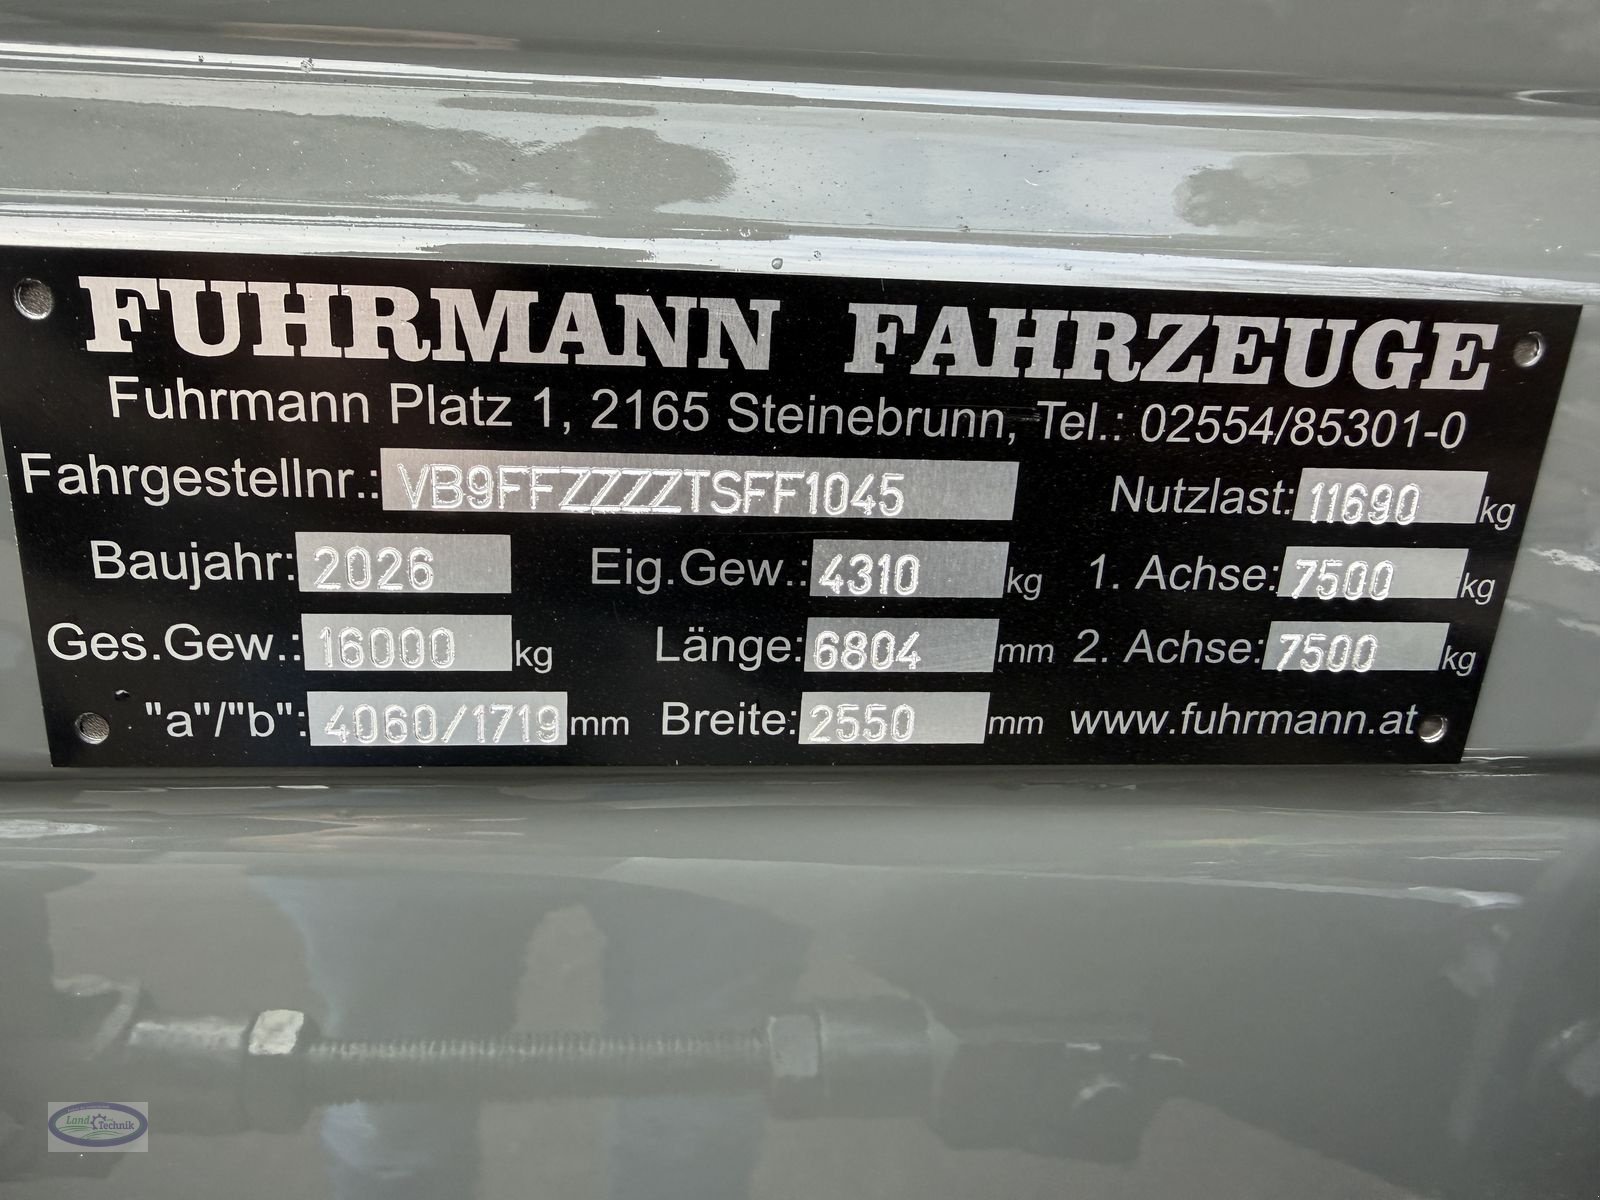 FUHRMANN FAHRZEUGE
Fuhrmann Platz 1, 2165 Steinebrunn, Tel.: 02554/85301-0
Fahrgestellnr.: VB9FFZZZZTSFF1045 Nutzlast: 11690 kg
Baujahr: 2026 Eig.Gew.: 4310 kg 1. Achse: 7500 kg
Ges.Gew.: 16000 kg Länge: 6804 mm 2. Achse: 7500 kg
"a"/"b": 4060/1719 mm Breite: 2550 mm www.fuhrmann.at
Land Technik